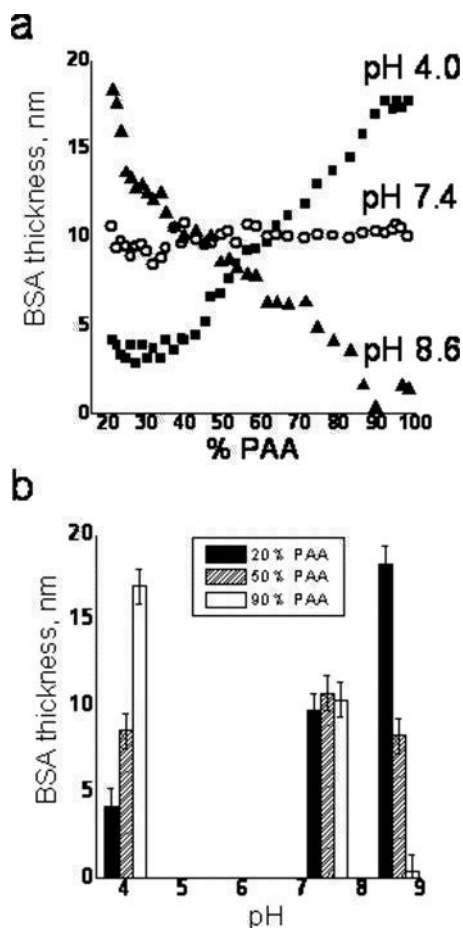 a
BSA thickness, nm
20
15
10
5
0
pH 4.0
pH 7.4
pH 8.6
20 30 40 50 60 70 80 90 100
% PAA
b
BSA thickness, nm
20
15
10
5
0
20% PAA
50% PAA
90% PAA
4 5 6 7 8 9
pH